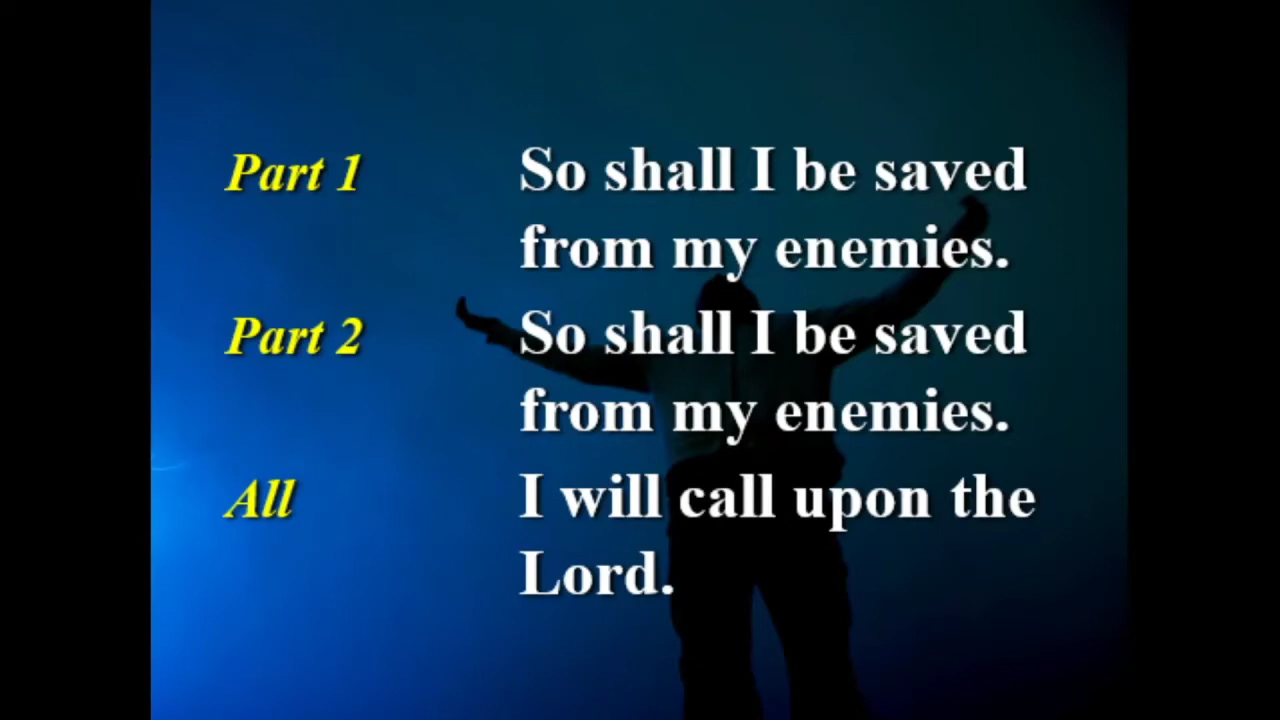 Part 1 So shall I be saved
from my enemies.
Part 2 So shall I be saved
from my enemies.
All I will call upon the
Lord.